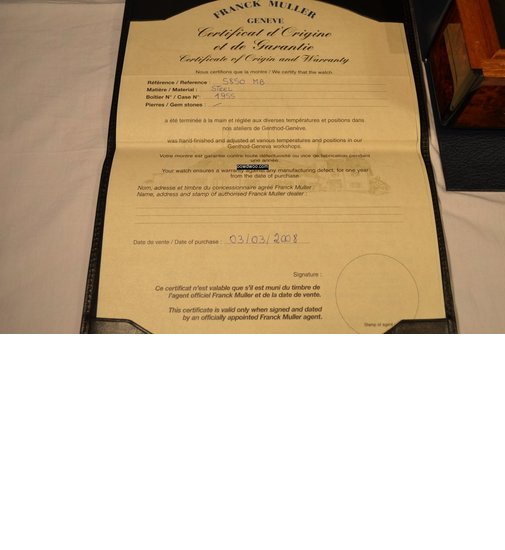 FRANCK MULLER
GENEVE
Certificat d'Origine
et de Garantie
Certificate of Origin and Warranty
Nous certifions que la montre / We certify that the watch
Référence / Reference : 5850 MB
Matière / Material : STEEL
Boîtier N° / Case N° : 1955
Pierres / Gem stones : /
a été terminée à la main et réglée aux diverses températures et positions dans
nos ateliers de Genthod-Genève.
was hand-finished and adjusted at various temperatures and positions in our
Genthod-Geneva workshops.
Votre montre est garantie contre toute défectuosité ou vice de fabrication pendant
une année.
Your watch ensures a warranty against any manufacturing defect, for one year
from the date of purchase.
Nom, adresse et timbre du concessionnaire agréé Franck Muller :
Name, address and stamp of authorised Franck Muller dealer :
Date de vente / Date of purchase : 03/03/2008
Signature :
Ce certificat n'est valable que s'il est muni du timbre de
l'agent officiel Franck Muller et de la date de vente.
This certificate is valid only when signed and dated
by an officially appointed Franck Muller agent.
Stamp of agent